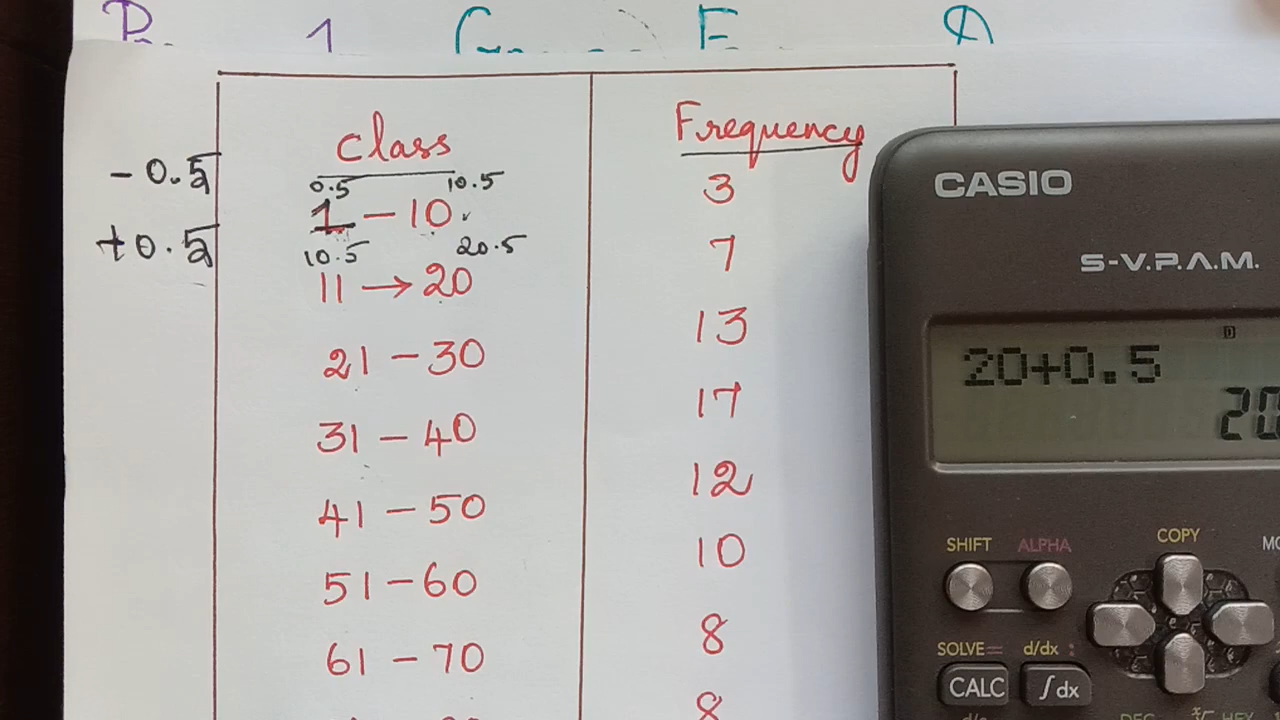 class Frequency
- 0.5
0.5 10.5
1 - 10 3
+0.5
10.5 20.5
11 → 20 7
21 - 30 13
31 - 40 17
41 - 50 12
51 - 60 10
61 - 70 8
8
CASIO
S-V.P.A.M.
D
20+0.5
20
SHIFT ALPHA COPY
SOLVE = d/dx :
CALC ∫dx